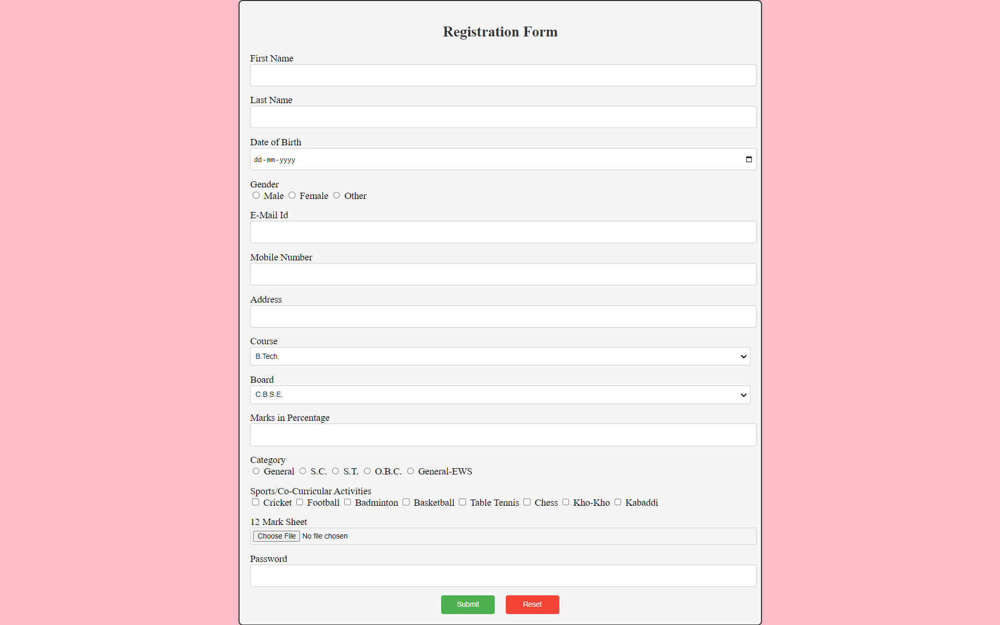 Registration Form
First Name
Last Name
Date of Birth
dd-mm-yyyy
Gender
Male Female Other
E-Mail Id
Mobile Number
Address
Course
B.Tech.
Board
C.B.S.E.
Marks in Percentage
Category
General S.C. S.T. O.B.C. General-EWS
Sports/Co-Curricular Activities
Cricket Football Badminton Basketball Table Tennis Chess Kho-Kho Kabaddi
12 Mark Sheet
Choose File No file chosen
Password
Submit Reset